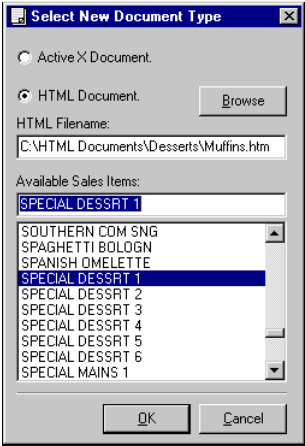 Select New Document Type
Active X Document.
HTML Document.
Browse
HTML Filename:
C:\HTML Documents\Desserts\Muffins.htm
Available Sales Items:
SPECIAL DESSRT 1
SOUTHERN COM SNG
SPAGHETTI BOLOGN
SPANISH OMELETTE
SPECIAL DESSRT 1
SPECIAL DESSRT 2
SPECIAL DESSRT 3
SPECIAL DESSRT 4
SPECIAL DESSRT 5
SPECIAL DESSRT 6
SPECIAL MAINS 1
OK
Cancel